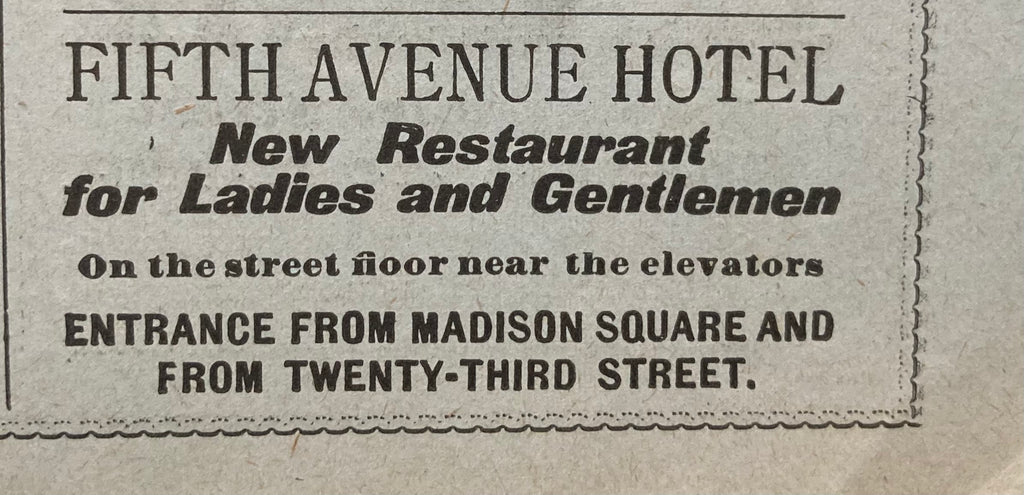 FIFTH AVENUE HOTEL
New Restaurant
for Ladies and Gentlemen
On the street floor near the elevators
ENTRANCE FROM MADISON SQUARE AND
FROM TWENTY-THIRD STREET.